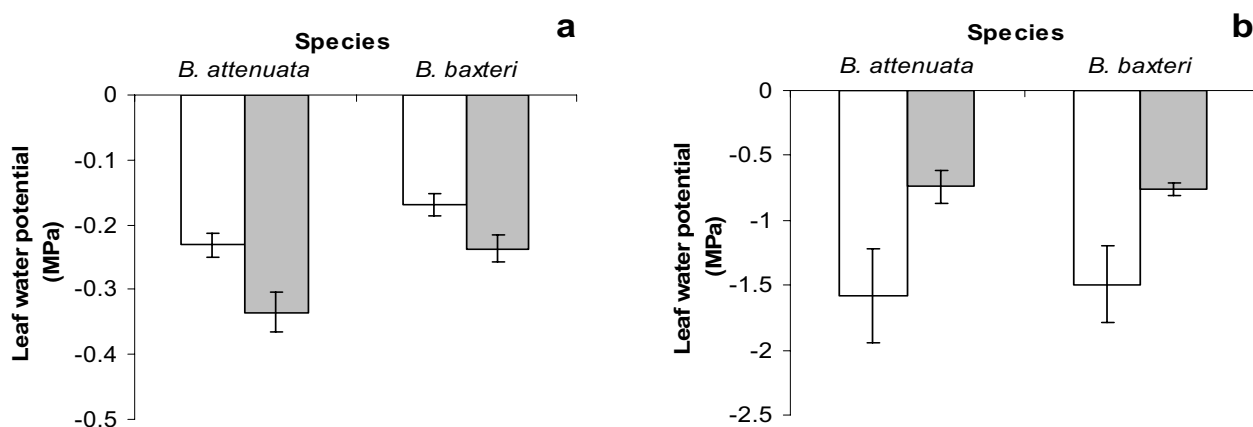 a
Species
B. attenuata B. baxteri
0
-0.1
-0.2
-0.3
-0.4
-0.5
Leaf water potential
(MPa)
b
Species
B. attenuata B. baxteri
0
-0.5
-1
-1.5
-2
-2.5
Leaf water potential
(MPa)